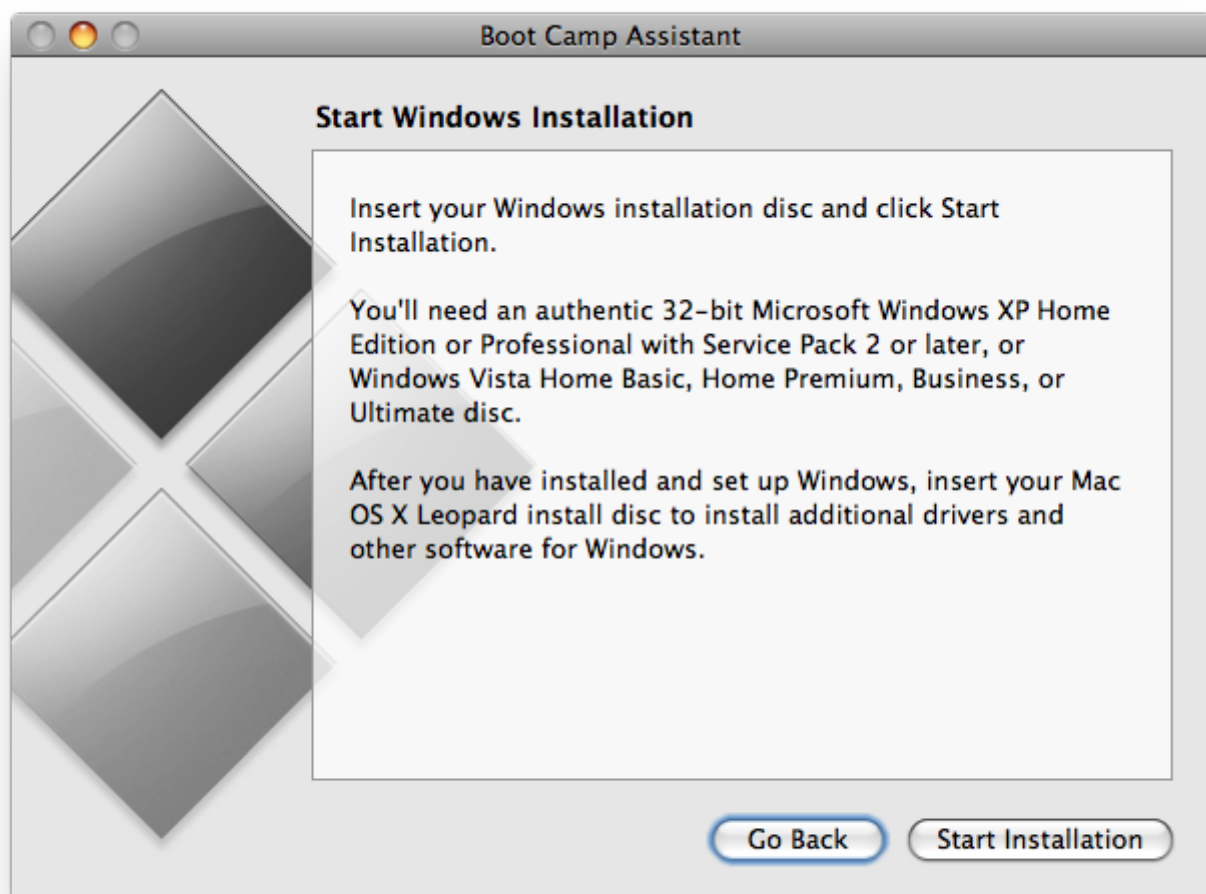 Boot Camp Assistant
Start Windows Installation
Insert your Windows installation disc and click Start
Installation.
You'll need an authentic 32-bit Microsoft Windows XP Home
Edition or Professional with Service Pack 2 or later, or
Windows Vista Home Basic, Home Premium, Business, or
Ultimate disc.
After you have installed and set up Windows, insert your Mac
OS X Leopard install disc to install additional drivers and
other software for Windows.
Go Back
Start Installation